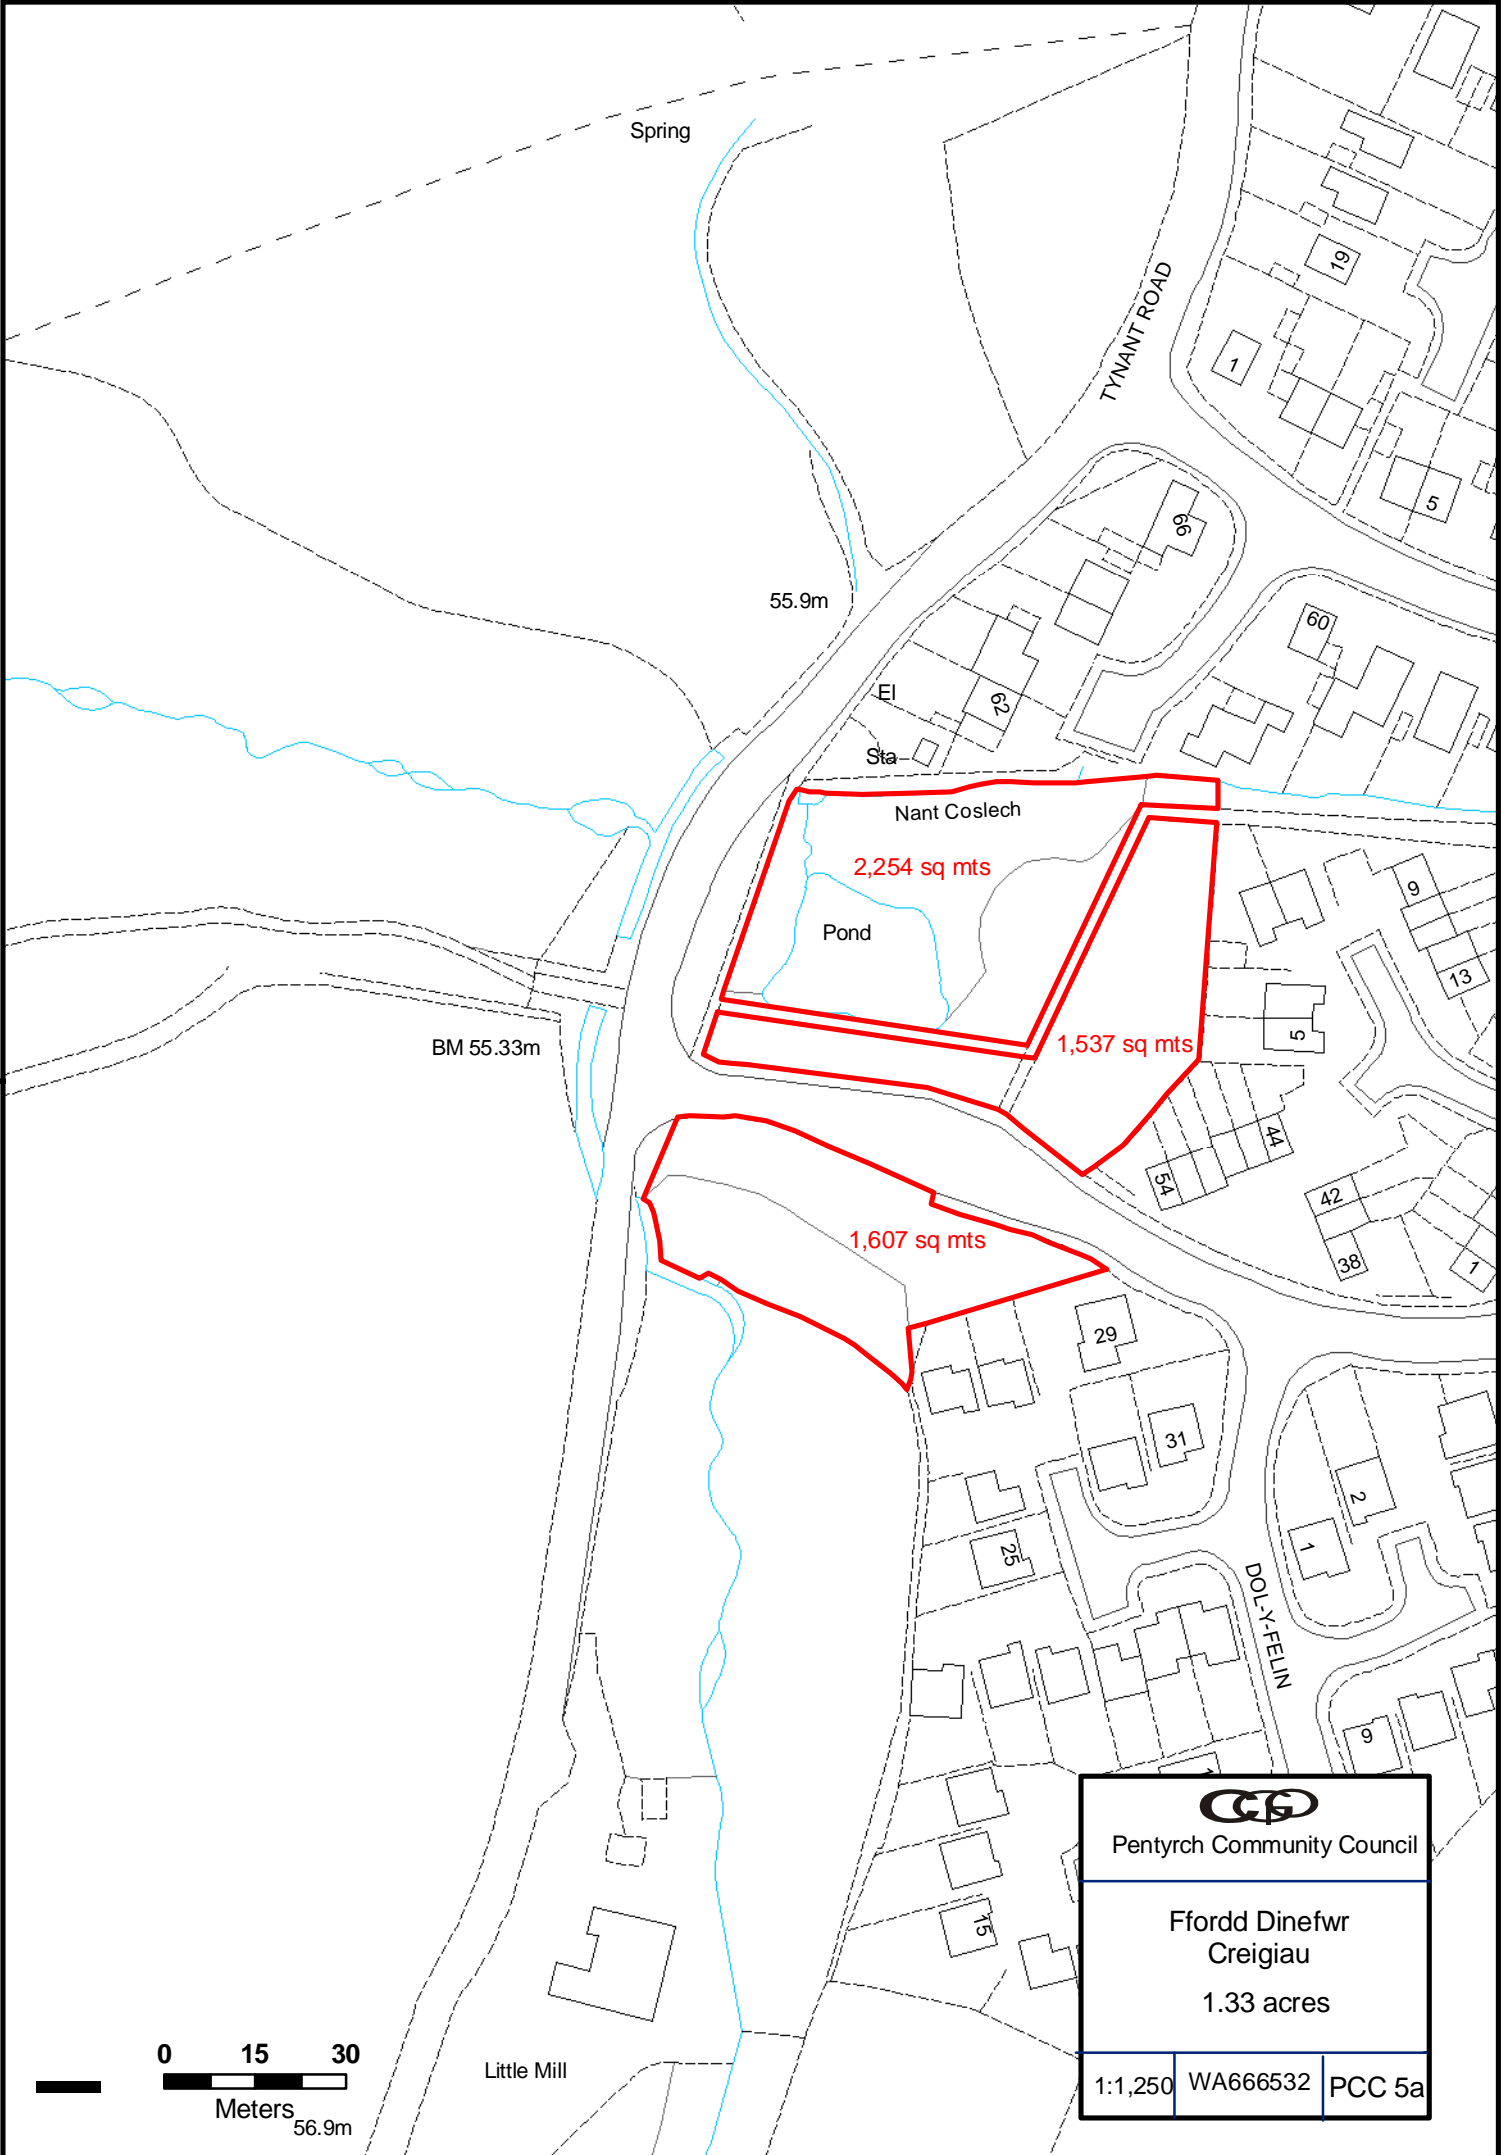 Spring
TYNANT ROAD
19
1
5
66
60
55.9m
El
62
Sta
Nant Coslech
2,254 sq mts
Pond
9
13
5
BM 55.33m
1,537 sq mts
44
54
42
38
1
1,607 sq mts
29
31
2
1
25
DOL-Y-FELIN
9
1
15
CCPG
Pentyrch Community Council
Ffordd Dinefwr
Creigiau
1.33 acres
1:1,250 WA666532 PCC 5a
0 15 30
Meters
56.9m
Little Mill